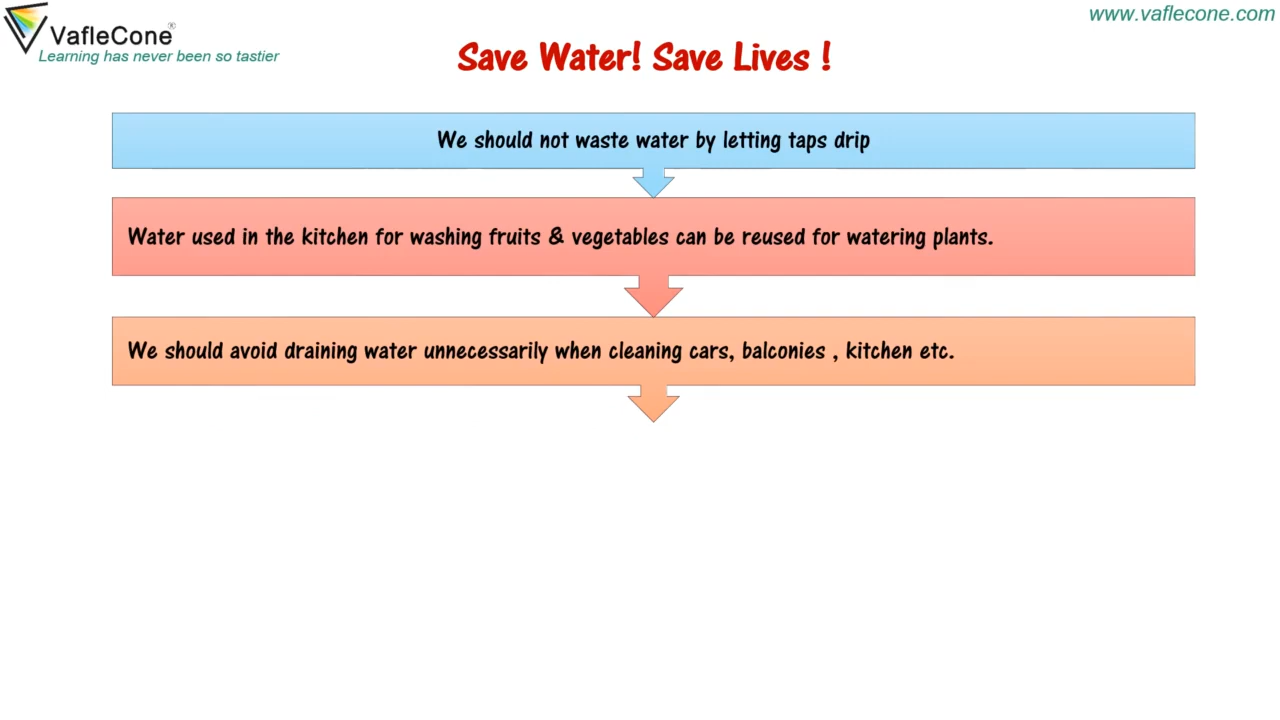 www.vaflecone.com
VafleCone®
Learning has never been so tastier
Save Water! Save Lives !
We should not waste water by letting taps drip
Water used in the kitchen for washing fruits & vegetables can be reused for watering plants.
We should avoid draining water unnecessarily when cleaning cars, balconies , kitchen etc.